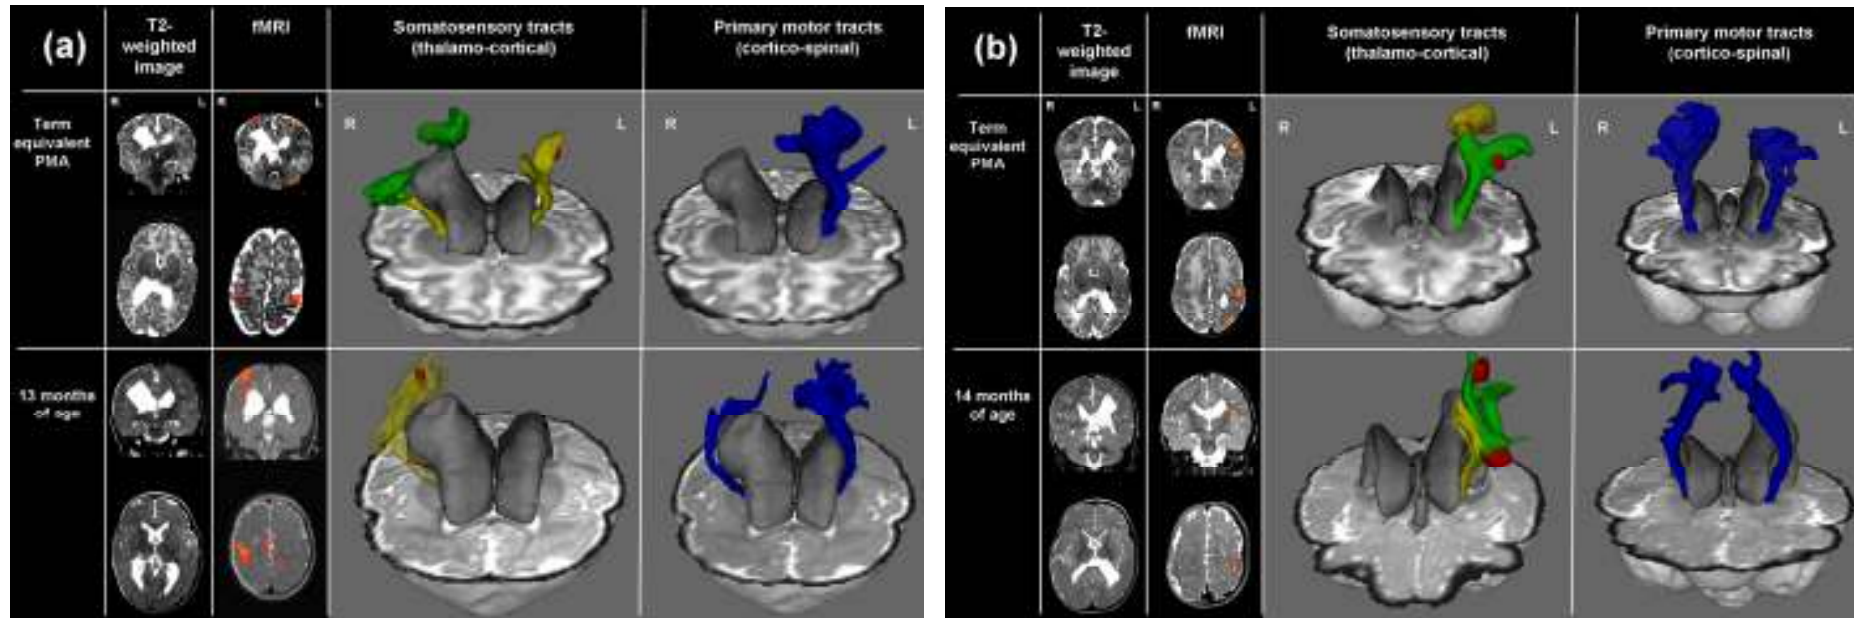 (a)
T2-
weighted
image
fMRI
Somatosensory tracts
(thalamo-cortical)
Primary motor tracts
(cortico-spinal)
Term
equivalent
PMA
R L
R L
R L
R L
13 months
of age
(b)
T2-
weighted
image
fMRI
Somatosensory tracts
(thalamo-cortical)
Primary motor tracts
(cortico-spinal)
Term
equivalent
PMA
R L
R L
R L
R L
14 months
of age